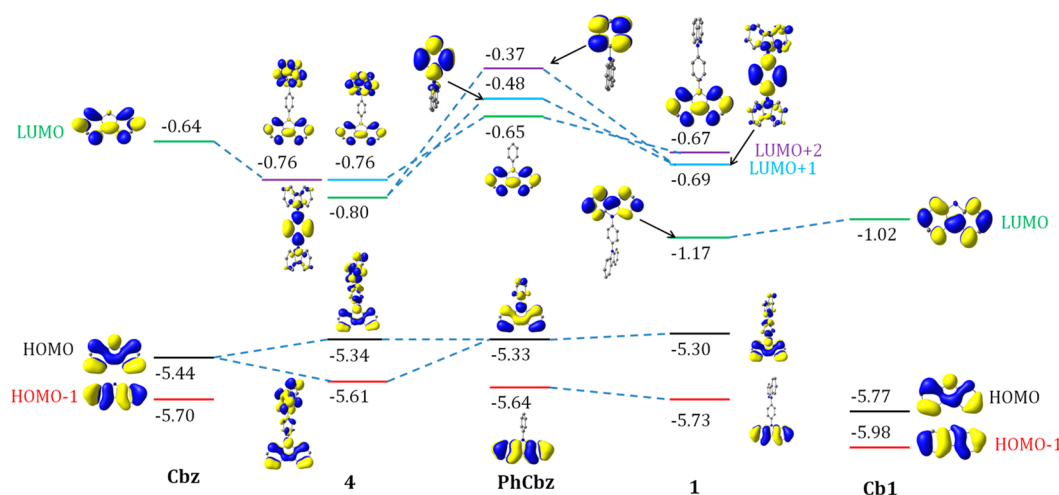 −0.37
−0.48
LUMO
−0.64
−0.65
−0.67
LUMO+2
−0.76
−0.76
LUMO+1
−0.69
−0.80
−1.17
−1.02
LUMO
HOMO
−5.44
−5.34
−5.33
−5.30
HOMO-1
−5.70
−5.61
−5.64
−5.73
−5.77
HOMO
−5.98
HOMO-1
Cbz
4
PhCbz
1
Cb1